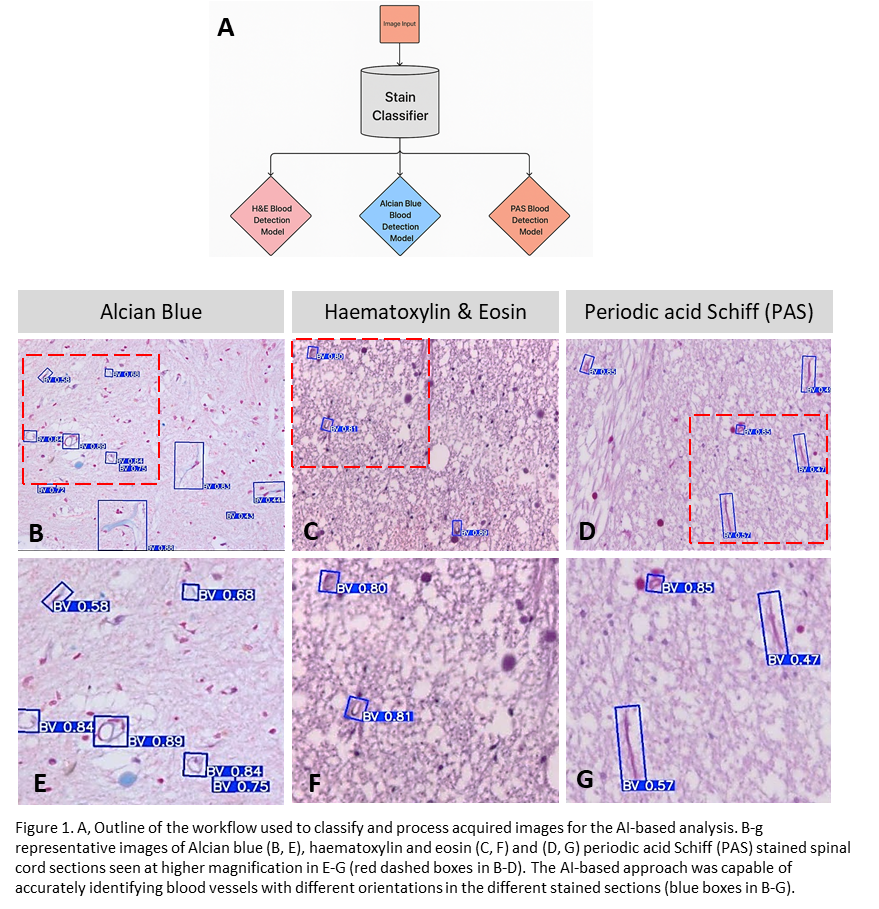 A
Image Input
Stain
Classifier
H&E Blood
Detection
Model
Alcian Blue
Blood
Detection
Model
PAS Blood
Detection
Model
Alcian Blue
Haematoxylin & Eosin
Periodic acid Schiff (PAS)
BV 0.58
BV 0.68
BV 0.84
BV 0.89
BV 0.84
BV 0.75
BV 0.72
BV 0.83
BV 0.44
BV 0.43
BV 0.88
B
BV 0.80
BV 0.81
BV 0.89
C
BV 0.85
BV 0.4
BV 0.85
BV 0.47
BV 0.57
D
BV 0.58
BV 0.68
BV 0.84
BV 0.89
BV 0.84
BV 0.75
E
BV 0.80
BV 0.81
F
BV 0.85
BV 0.47
BV 0.57
G
Figure 1. A, Outline of the workflow used to classify and process acquired images for the AI-based analysis. B-g
representative images of Alcian blue (B, E), haematoxylin and eosin (C, F) and (D, G) periodic acid Schiff (PAS) stained spinal
cord sections seen at higher magnification in E-G (red dashed boxes in B-D). The AI-based approach was capable of
accurately identifying blood vessels with different orientations in the different stained sections (blue boxes in B-G).